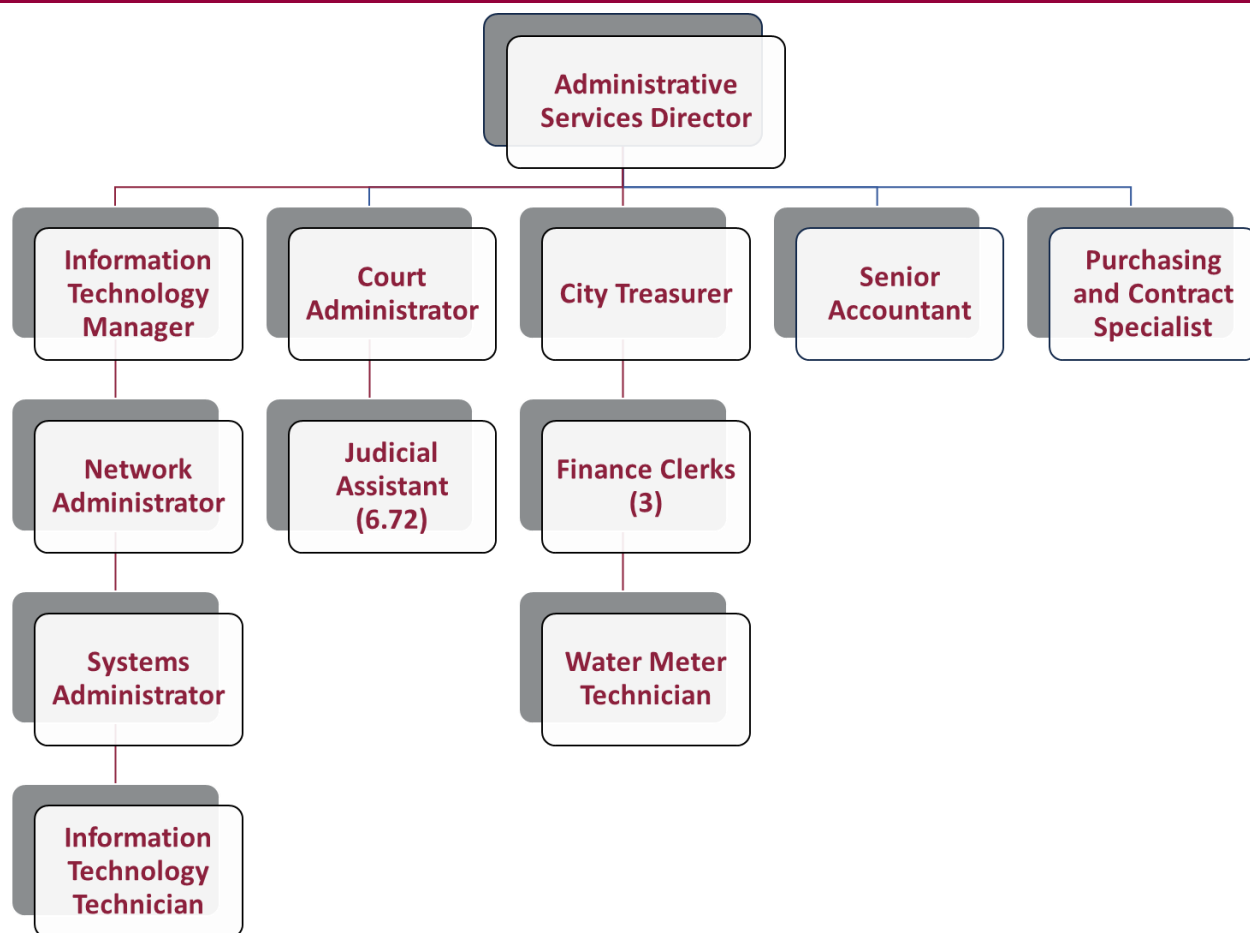 Administrative
Services Director
Information
Technology
Manager
Court
Administrator
City Treasurer
Senior
Accountant
Purchasing
and Contract
Specialist
Network
Administrator
Judicial
Assistant
(6.72)
Finance Clerks
(3)
Systems
Administrator
Water Meter
Technician
Information
Technology
Technician